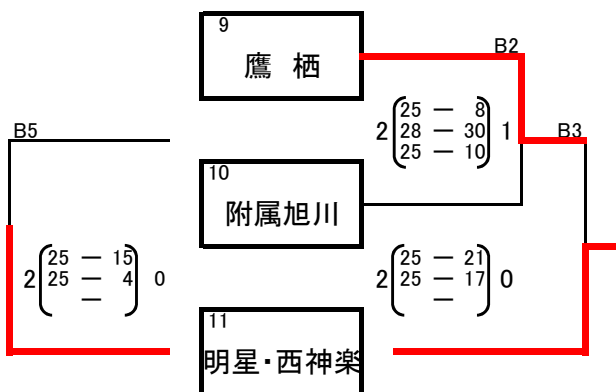 9
鷹 栖
B2
25 — 8
2 28 — 30 1
25 — 10
B5
B3
10
附属旭川
25 — 15
2 25 — 4 0
—
25 — 21
2 25 — 17 0
—
11
明星・西神楽